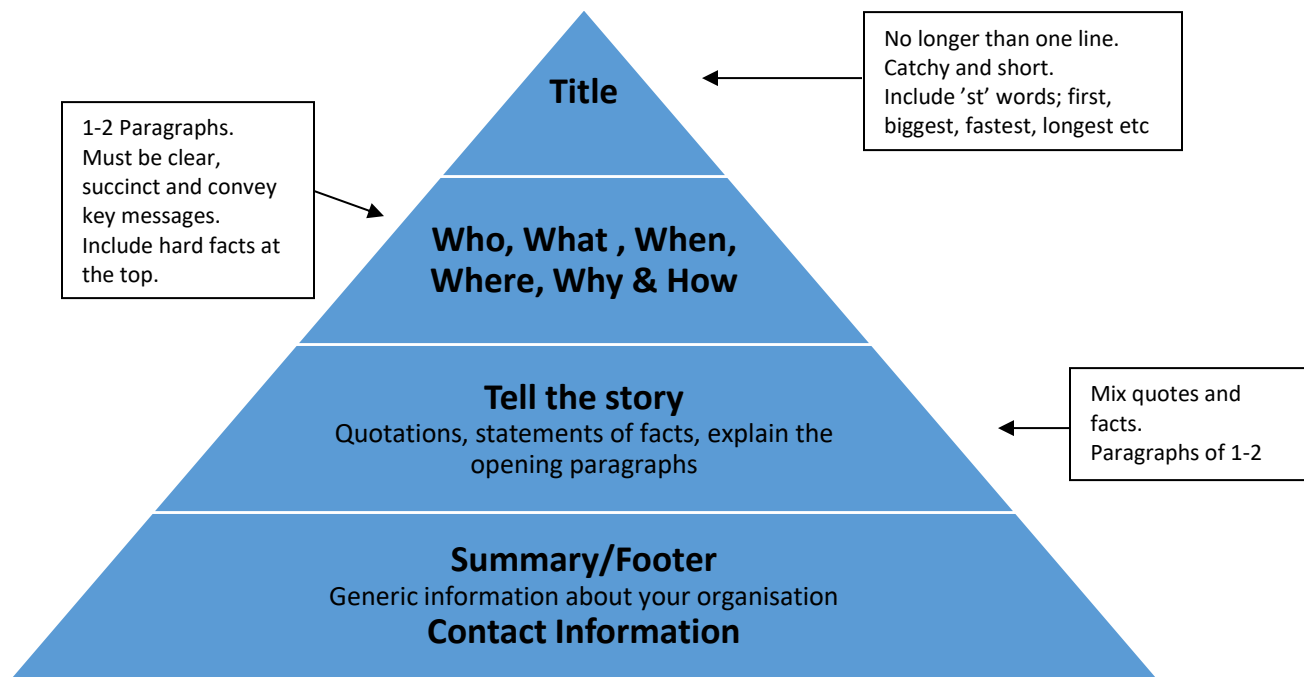 Title
No longer than one line.
Catchy and short.
Include ’st’ words; first,
biggest, fastest, longest etc
1-2 Paragraphs.
Must be clear,
succinct and convey
key messages.
Include hard facts at
the top.
Who, What , When,
Where, Why & How
Tell the story
Quotations, statements of facts, explain the
opening paragraphs
Mix quotes and
facts.
Paragraphs of 1-2
Summary/Footer
Generic information about your organisation
Contact Information